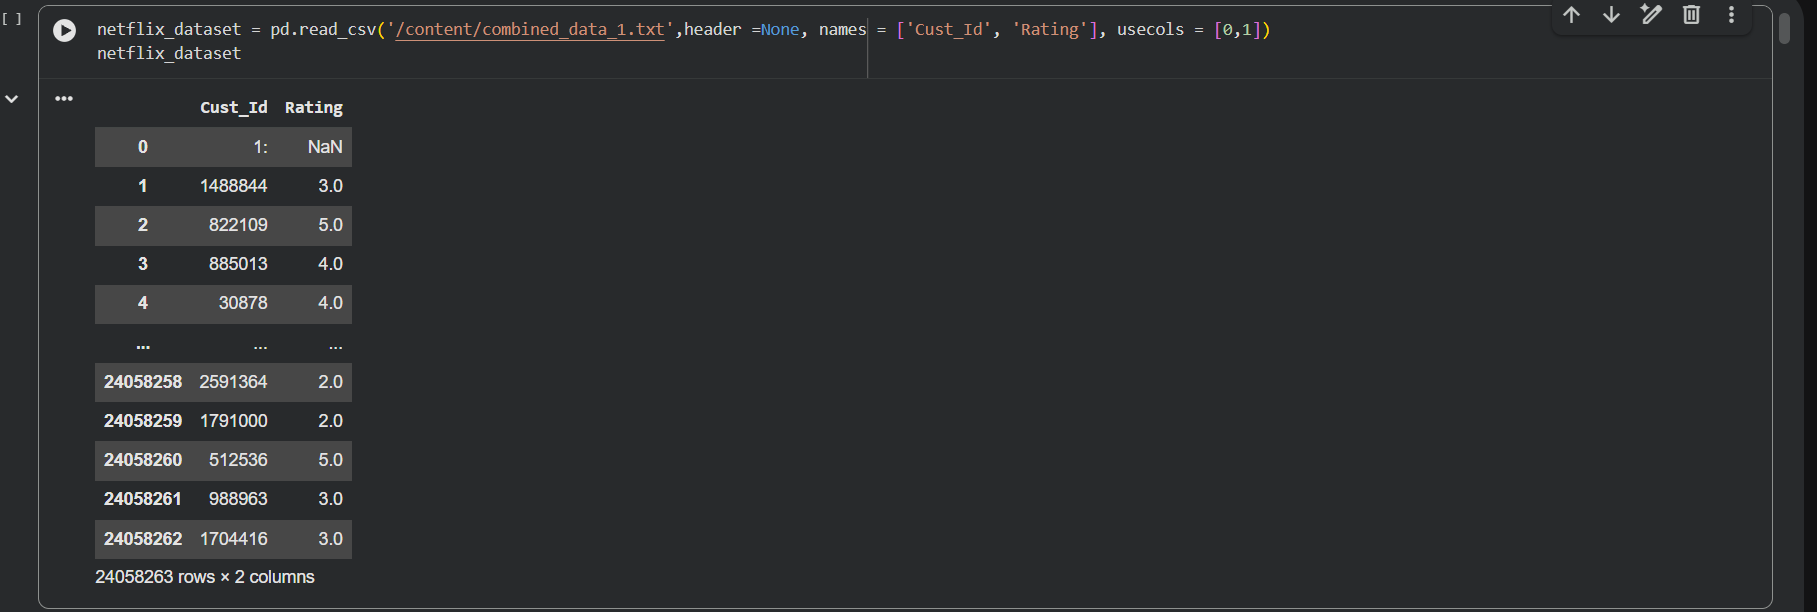 [ ]
netflix_dataset = pd.read_csv('/content/combined_data_1.txt',header =None, names = ['Cust_Id', 'Rating'], usecols = [0,1])
netflix_dataset
Cust_Id Rating
0 1: NaN
1 1488844 3.0
2 822109 5.0
3 885013 4.0
4 30878 4.0
... ... ...
24058258 2591364 2.0
24058259 1791000 2.0
24058260 512536 5.0
24058261 988963 3.0
24058262 1704416 3.0
24058263 rows × 2 columns